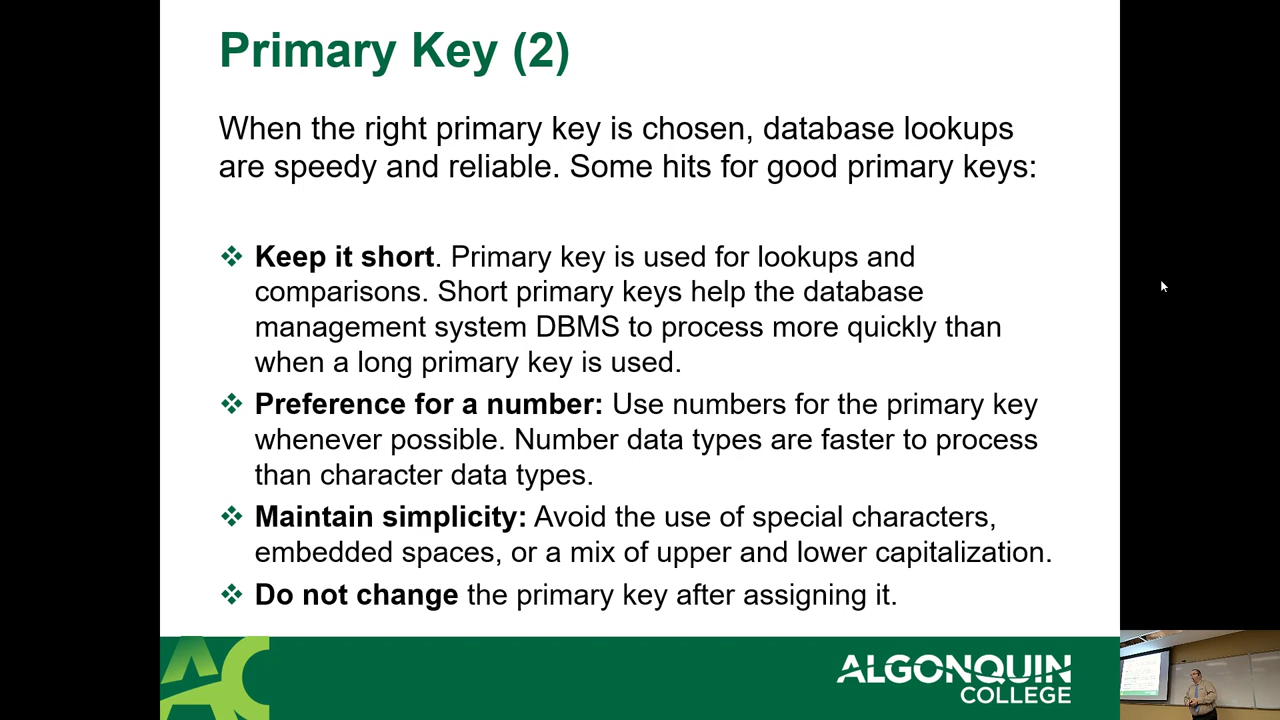 Primary Key (2)
When the right primary key is chosen, database lookups
are speedy and reliable. Some hits for good primary keys:
Keep it short. Primary key is used for lookups and
comparisons. Short primary keys help the database
management system DBMS to process more quickly than
when a long primary key is used.
Preference for a number: Use numbers for the primary key
whenever possible. Number data types are faster to process
than character data types.
Maintain simplicity: Avoid the use of special characters,
embedded spaces, or a mix of upper and lower capitalization.
Do not change the primary key after assigning it.
AC
ALGONQUIN
COLLEGE